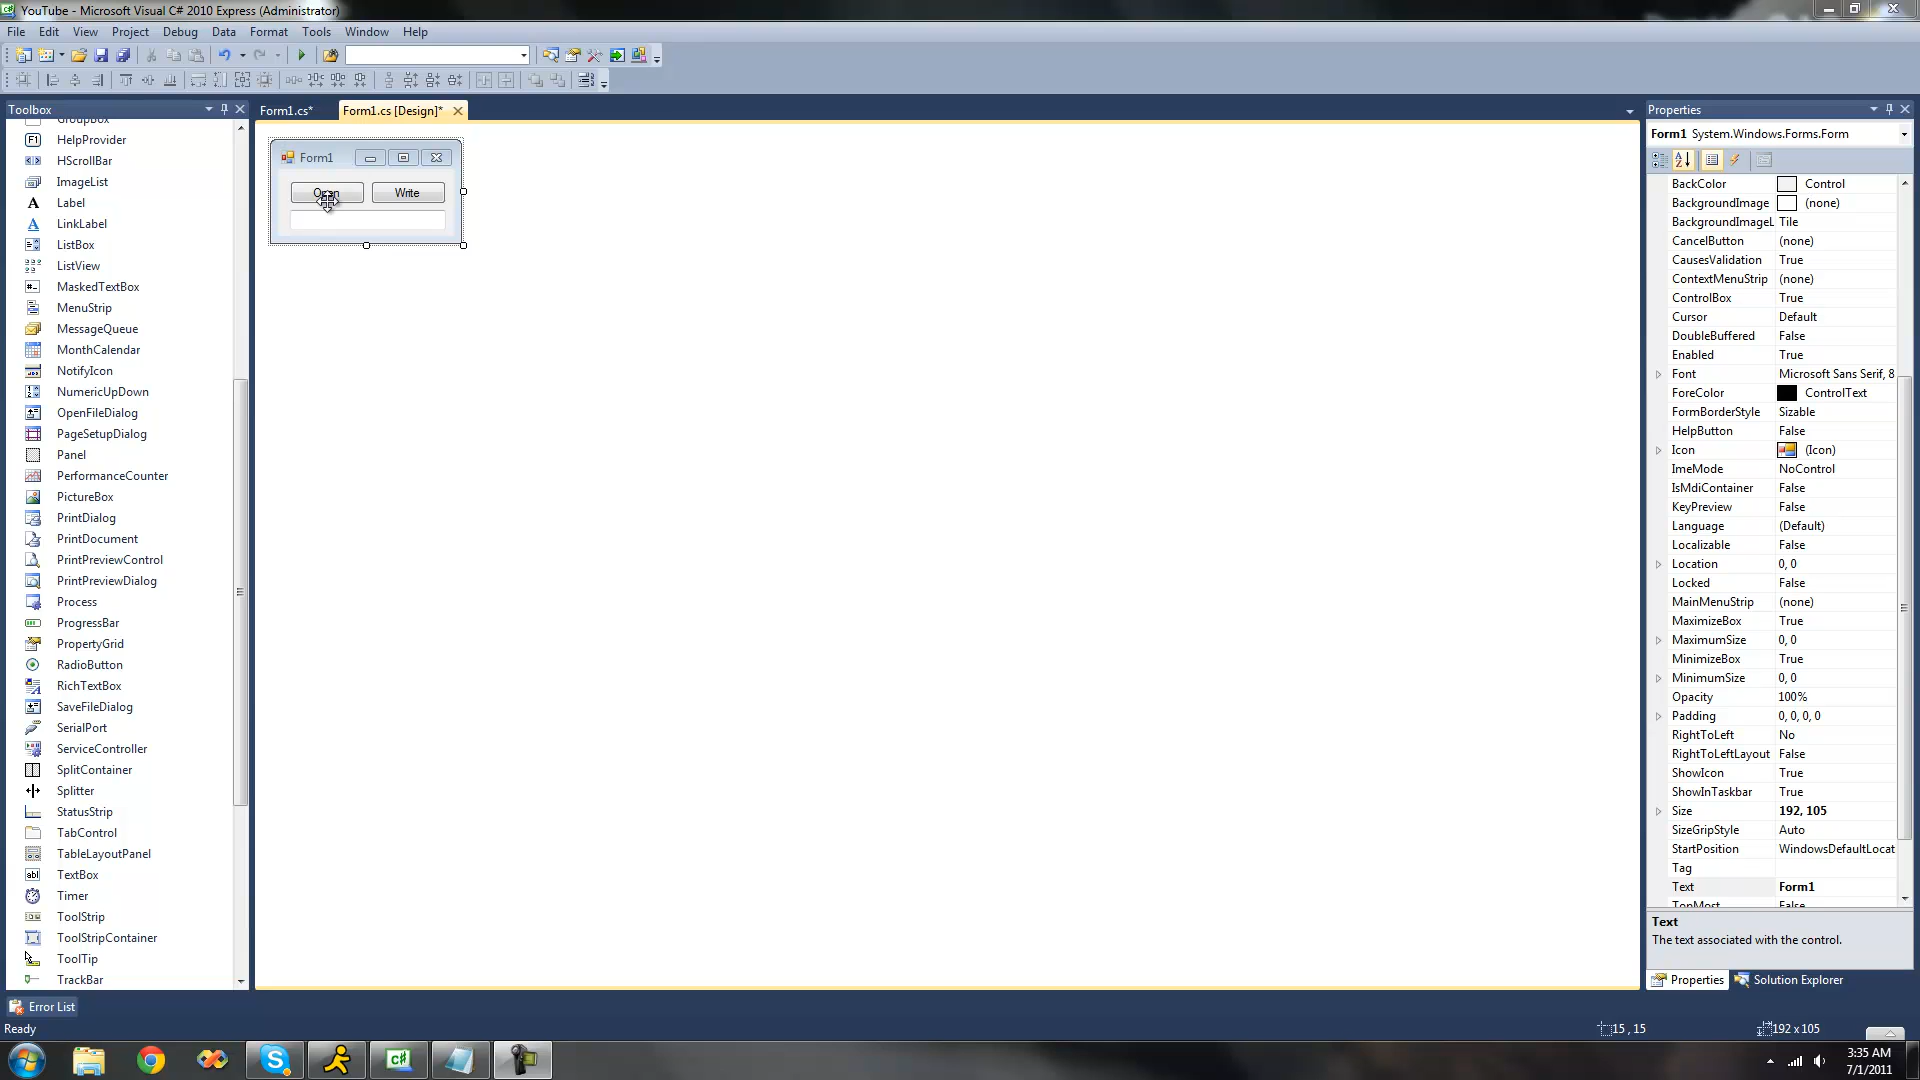 YouTube - Microsoft Visual C# 2010 Express (Administrator)
File Edit View Project Debug Data Format Tools Window Help
Toolbox
Form1.cs*
Form1.cs [Design]*
Properties
GroupBox
HelpProvider
HScrollBar
ImageList
Label
LinkLabel
ListBox
ListView
MaskedTextBox
MenuStrip
MessageQueue
MonthCalendar
NotifyIcon
NumericUpDown
OpenFileDialog
PageSetupDialog
Panel
PerformanceCounter
PictureBox
PrintDialog
PrintDocument
PrintPreviewControl
PrintPreviewDialog
Process
ProgressBar
PropertyGrid
RadioButton
RichTextBox
SaveFileDialog
SerialPort
ServiceController
SplitContainer
Splitter
StatusStrip
TabControl
TableLayoutPanel
TextBox
Timer
ToolStrip
ToolStripContainer
ToolTip
TrackBar
Form1
Open Write
Form1 System.Windows.Forms.Form
BackColor Control
BackgroundImage (none)
BackgroundImageL Tile
CancelButton (none)
CausesValidation True
ContextMenuStrip (none)
ControlBox True
Cursor Default
DoubleBuffered False
Enabled True
Font Microsoft Sans Serif, 8
ForeColor ControlText
FormBorderStyle Sizable
HelpButton False
Icon (Icon)
ImeMode NoControl
IsMdiContainer False
KeyPreview False
Language (Default)
Localizable False
Location 0, 0
Locked False
MainMenuStrip (none)
MaximizeBox True
MaximumSize 0, 0
MinimizeBox True
MinimumSize 0, 0
Opacity 100%
Padding 0, 0, 0, 0
RightToLeft No
RightToLeftLayout False
ShowIcon True
ShowInTaskbar True
Size 192, 105
SizeGripStyle Auto
StartPosition WindowsDefaultLocat
Tag
Text Form1
TopMost False
Text
The text associated with the control.
Properties Solution Explorer
Error List
Ready
15 , 15
192 x 105
3:35 AM
7/1/2011